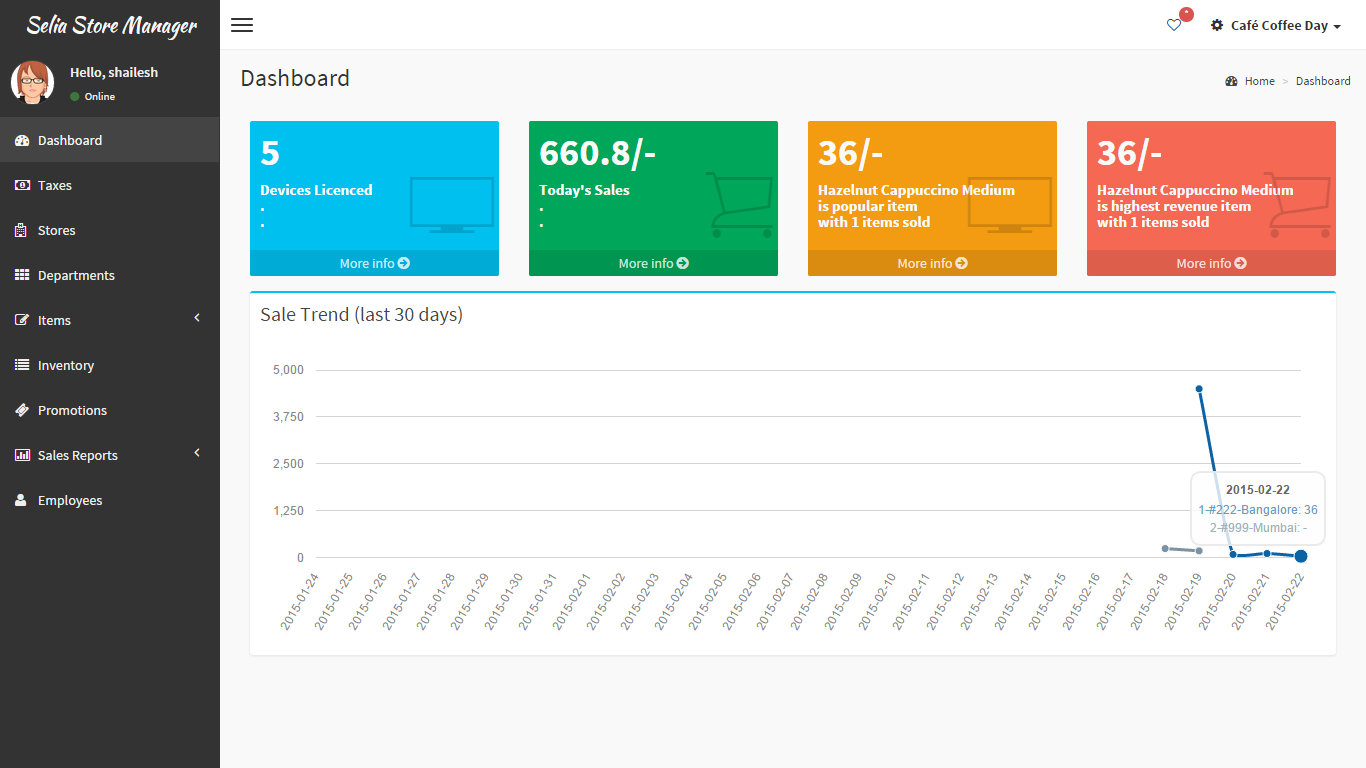 Selia Store Manager
Hello, shailesh
Online
Dashboard
Taxes
Stores
Departments
Items
Inventory
Promotions
Sales Reports
Employees
*
Café Coffee Day
Dashboard
Home > Dashboard
5
Devices Licenced
.
.
More info
660.8/-
Today's Sales
.
.
More info
36/-
Hazelnut Cappuccino Medium
is popular item
with 1 items sold
More info
36/-
Hazelnut Cappuccino Medium
is highest revenue item
with 1 items sold
More info
Sale Trend (last 30 days)
5,000
3,750
2,500
1,250
0
2015-02-22
1-#222-Bangalore: 36
2-#999-Mumbai: -
2015-01-24
2015-01-25
2015-01-26
2015-01-27
2015-01-28
2015-01-29
2015-01-30
2015-01-31
2015-02-01
2015-02-02
2015-02-03
2015-02-04
2015-02-05
2015-02-06
2015-02-07
2015-02-08
2015-02-09
2015-02-10
2015-02-11
2015-02-12
2015-02-13
2015-02-14
2015-02-15
2015-02-16
2015-02-17
2015-02-18
2015-02-19
2015-02-20
2015-02-21
2015-02-22